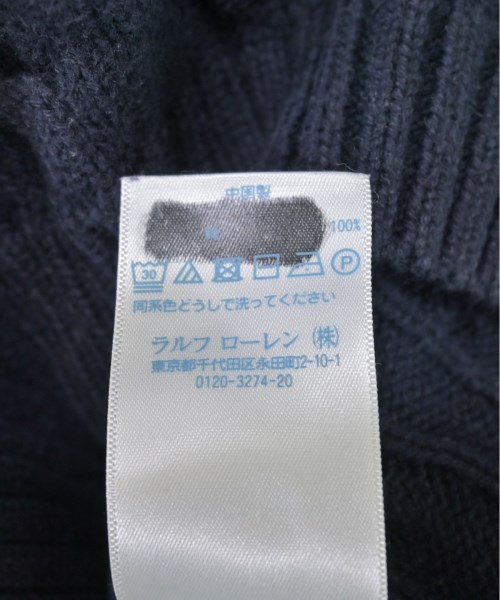 中国製
100%
30 P
同系色どうしで洗ってください
ラルフ ローレン (株)
東京都千代田区永田町2-10-1
0120-3274-20